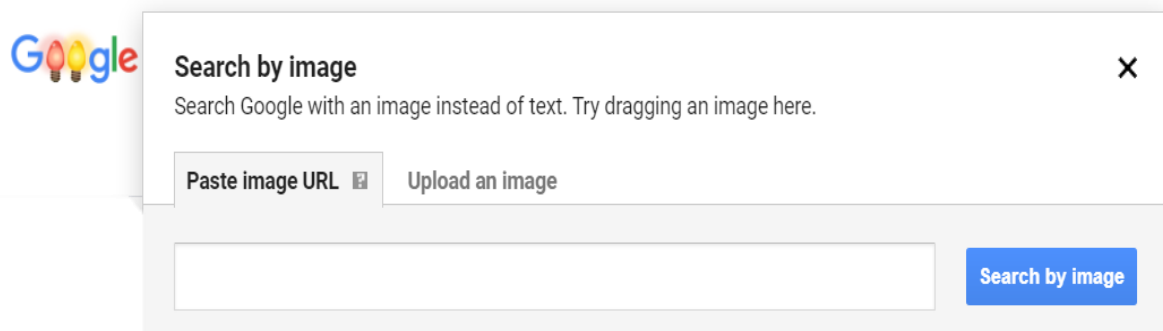 Google
Search by image
Search Google with an image instead of text. Try dragging an image here.
Paste image URL ? Upload an image
Search by image